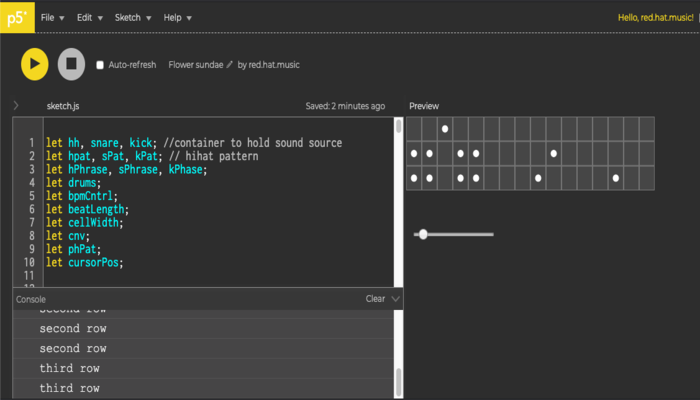 p5* File Edit Sketch Help Hello, red.hat.music!
Auto-refresh Flower sundae by red.hat.music
sketch.js Saved: 2 minutes ago Preview
1 let hh, snare, kick; //container to hold sound source
2 let hpat, sPat, kPat; // hihat pattern
3 let hPhrase, sPhrase, kPhase;
4 let drums;
5 let bpmCntrl;
6 let beatLength;
7 let cellWidth;
8 let cnv;
9 let phPat;
10 let cursorPos;
11
Console Clear
second row
second row
second row
third row
third row